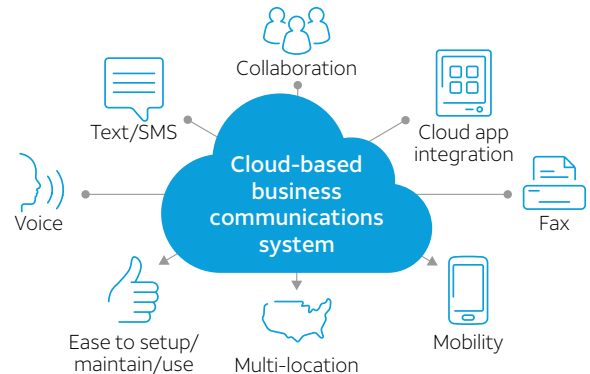 Collaboration
Text/SMS
Cloud app
integration
Cloud-based
business
communications
system
Voice
Fax
Ease to setup/
maintain/use
Multi-location
Mobility